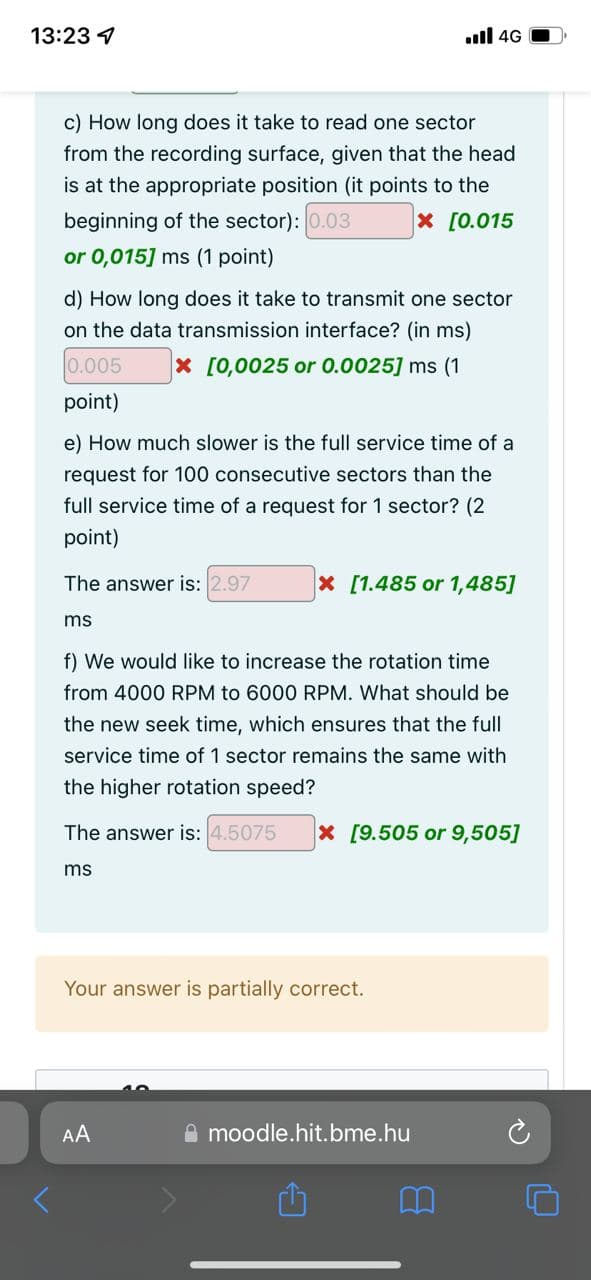 13:23
4G
c) How long does it take to read one sector
from the recording surface, given that the head
is at the appropriate position (it points to the
beginning of the sector): 0.03 [0.015
or 0,015] ms (1 point)
d) How long does it take to transmit one sector
on the data transmission interface? (in ms)
0.005 [0,0025 or 0.0025] ms (1
point)
e) How much slower is the full service time of a
request for 100 consecutive sectors than the
full service time of a request for 1 sector? (2
point)
The answer is: 2.97 [1.485 or 1,485]
ms
f) We would like to increase the rotation time
from 4000 RPM to 6000 RPM. What should be
the new seek time, which ensures that the full
service time of 1 sector remains the same with
the higher rotation speed?
The answer is: 4.5075 [9.505 or 9,505]
ms
Your answer is partially correct.
AA
moodle.hit.bme.hu